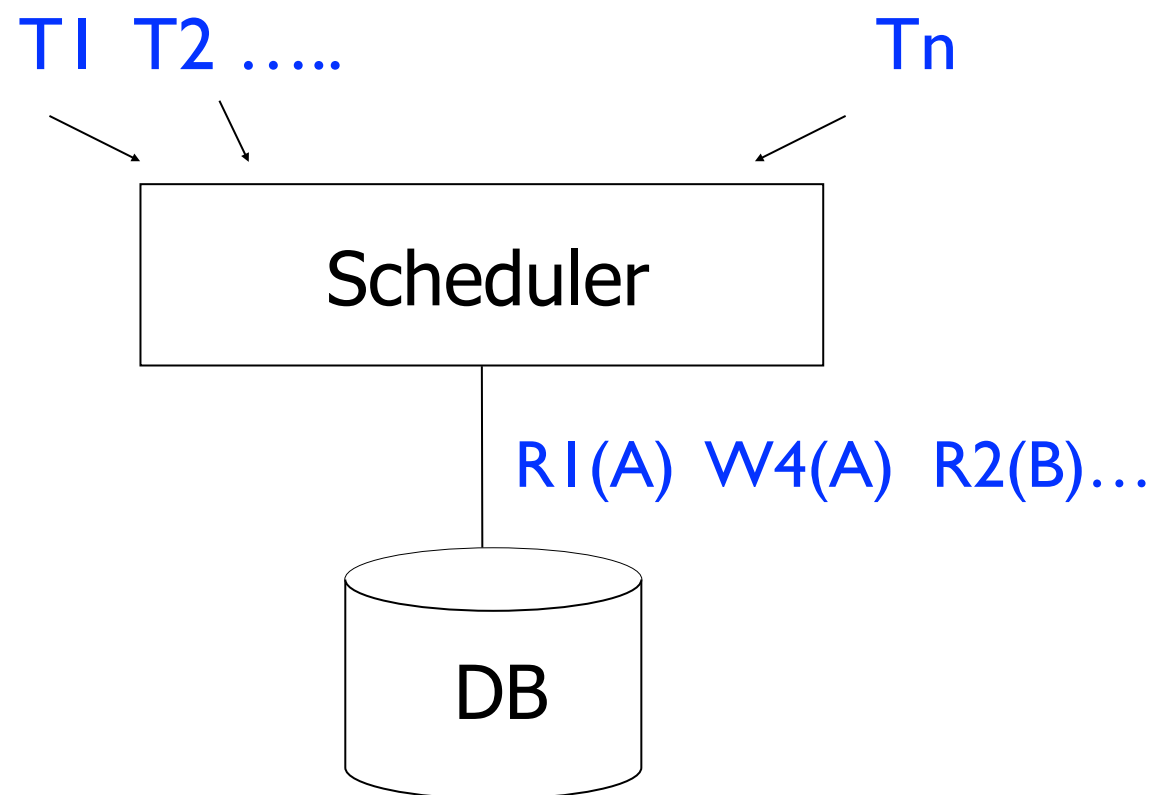 T1 T2 ..... Tn
Scheduler
R1(A) W4(A) R2(B)...
DB